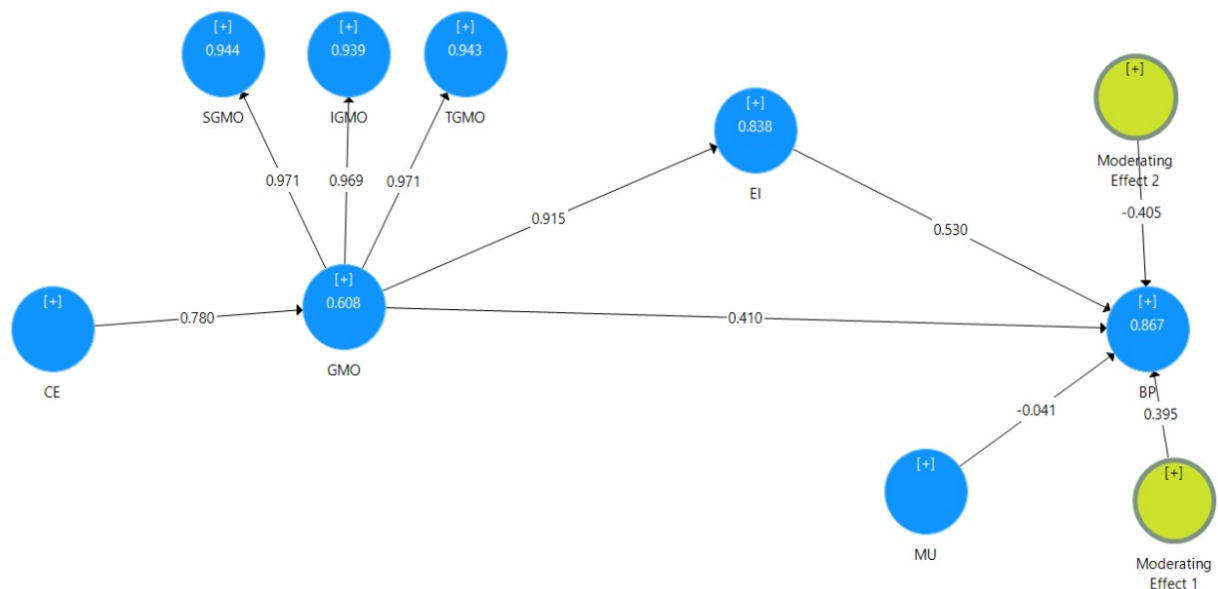 [+]
0.944
SGMO
[+]
0.939
IGMO
[+]
0.943
TGMO
[+]
0.838
EI
[+]
Moderating
Effect 2
0.971
0.969
0.971
0.915
0.530
-0.405
[+]
CE
0.780
[+]
0.608
GMO
0.410
[+]
0.867
BP
-0.041
0.395
[+]
MU
[+]
Moderating
Effect 1